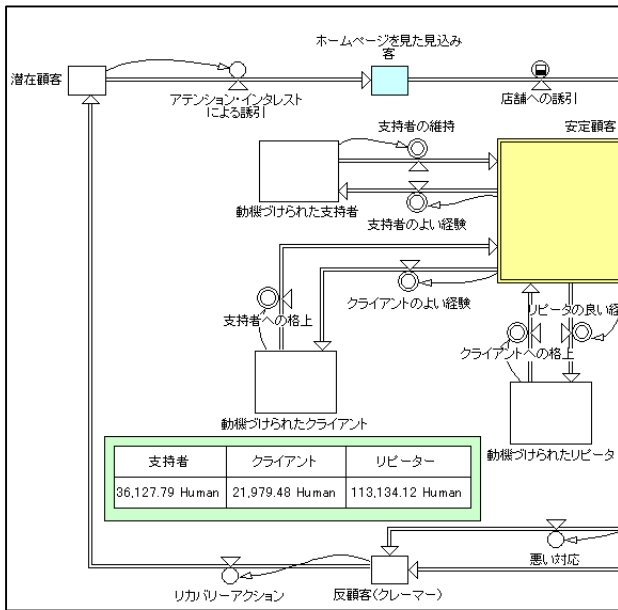 ホームページを見た見込み
客
潜在顧客
アテンション・インタレスト
による誘引
店舗への誘引
安定顧客
支持者の維持
動機づけられた支持者
支持者のよい経験
クライアントのよい経験
支持者への格上
リピータの良い経
クライアントへの格上
動機づけられたクライアント
動機づけられたリピータ
支持者 クライアント リピーター
36,127.79 Human 21,979.48 Human 113,134.12 Human
悪い対応
リカバリーアクション
反顧客(クレーマー)